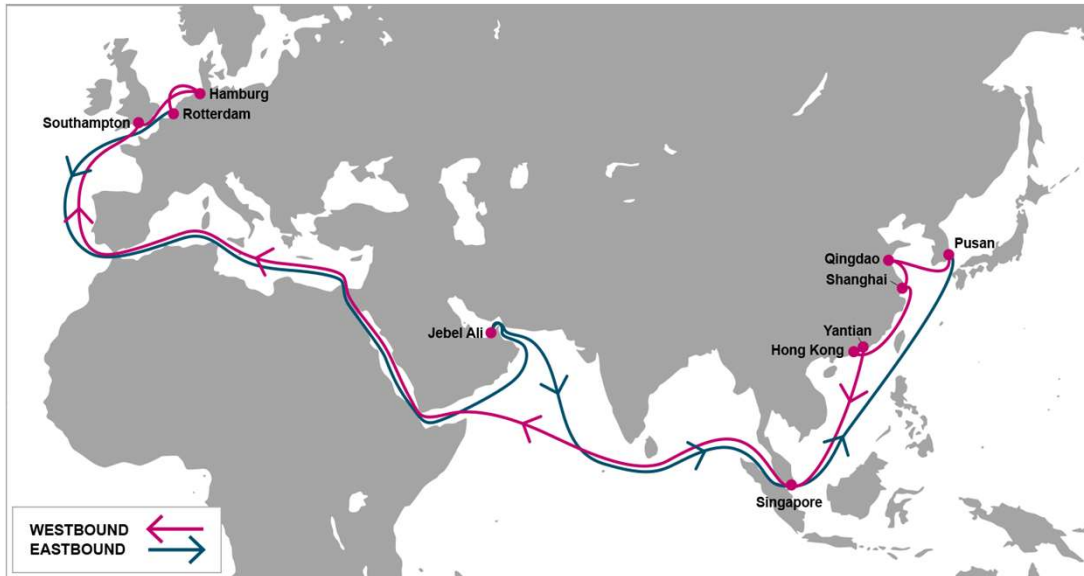 Hamburg
Rotterdam
Southampton
Pusan
Qingdao
Shanghai
Jebel Ali
Yantian
Hong Kong
Singapore
WESTBOUND
EASTBOUND